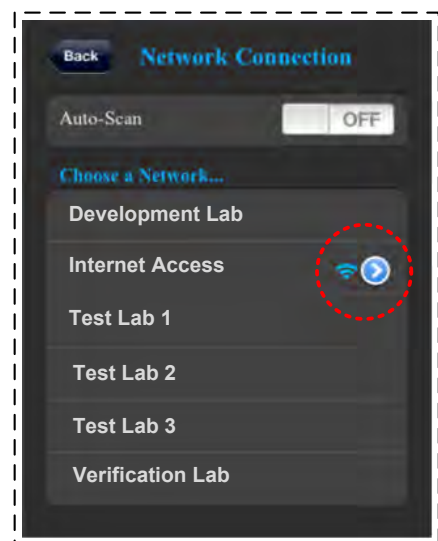 Back Network Connection
Auto-Scan OFF
Choose a Network...
Development Lab
Internet Access
Test Lab 1
Test Lab 2
Test Lab 3
Verification Lab